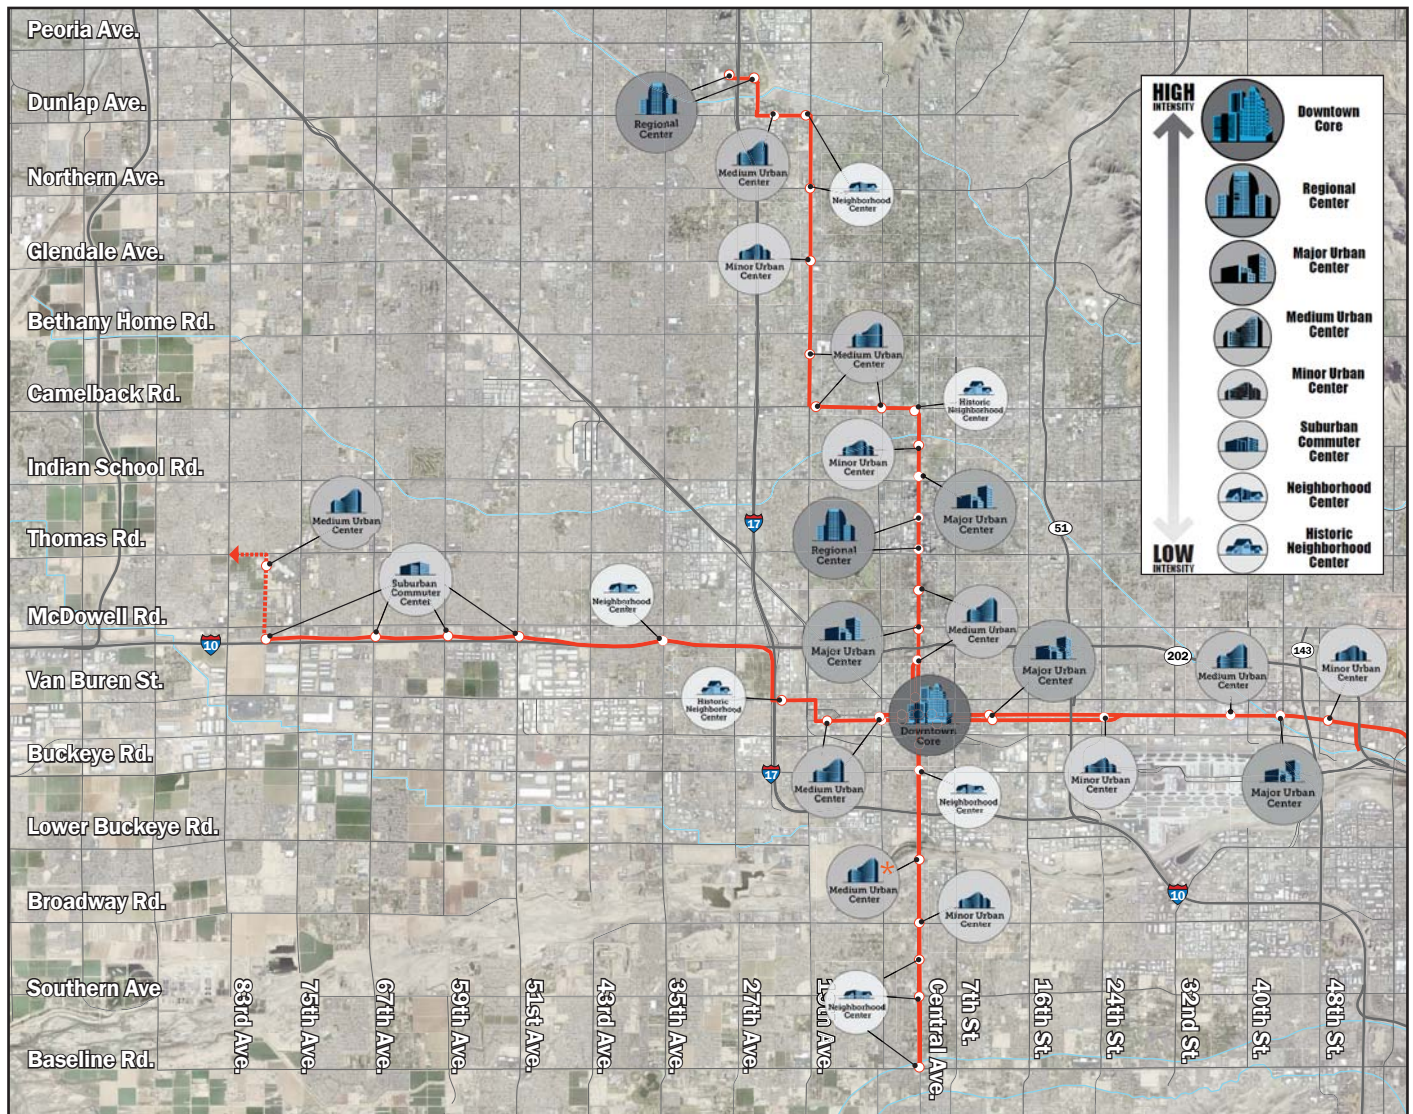 Peoria Ave.
Dunlap Ave.
Northern Ave.
Glendale Ave.
Bethany Home Rd.
Camelback Rd.
Indian School Rd.
Thomas Rd.
McDowell Rd.
Van Buren St.
Buckeye Rd.
Lower Buckeye Rd.
Broadway Rd.
Southern Ave
Baseline Rd.
83rd Ave.
75th Ave.
67th Ave.
59th Ave.
51st Ave.
43rd Ave.
35th Ave.
27th Ave.
19th Ave.
Central Ave.
7th St.
16th St.
24th St.
32nd St.
40th St.
48th St.
Regional
Center
Medium Urban
Center
Neighborhood
Center
Minor Urban
Center
Medium Urban
Center
Historic
Neighborhood
Center
Minor Urban
Center
Major Urban
Center
Regional
Center
Medium Urban
Center
Suburban
Commuter
Center
Neighborhood
Center
Medium Urban
Center
Major Urban
Center
Major Urban
Center
Medium Urban
Center
Minor Urban
Center
Historic
Neighborhood
Center
Downtown
Core
Medium Urban
Center
Neighborhood
Center
Minor Urban
Center
Major Urban
Center
Medium Urban
Center
*
Minor Urban
Center
Neighborhood
Center
17
51
10
202
143
17
10
HIGH
INTENSITY
Downtown
Core
Regional
Center
Major Urban
Center
Medium Urban
Center
Minor Urban
Center
Suburban
Commuter
Center
Neighborhood
Center
Historic
Neighborhood
Center
LOW
INTENSITY